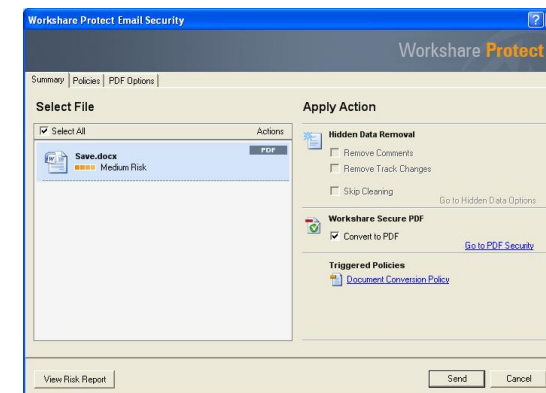 Workshare Protect Email Security
Workshare Protect
Summary Policies PDF Options
Select File
Select All Actions
Save.docx
PDF
Medium Risk
Apply Action
Hidden Data Removal
Remove Comments
Remove Track Changes
Skip Cleaning
Go to Hidden Data Options
Workshare Secure PDF
Convert to PDF
Go to PDF Security
Triggered Policies
Document Conversion Policy
View Risk Report Send Cancel